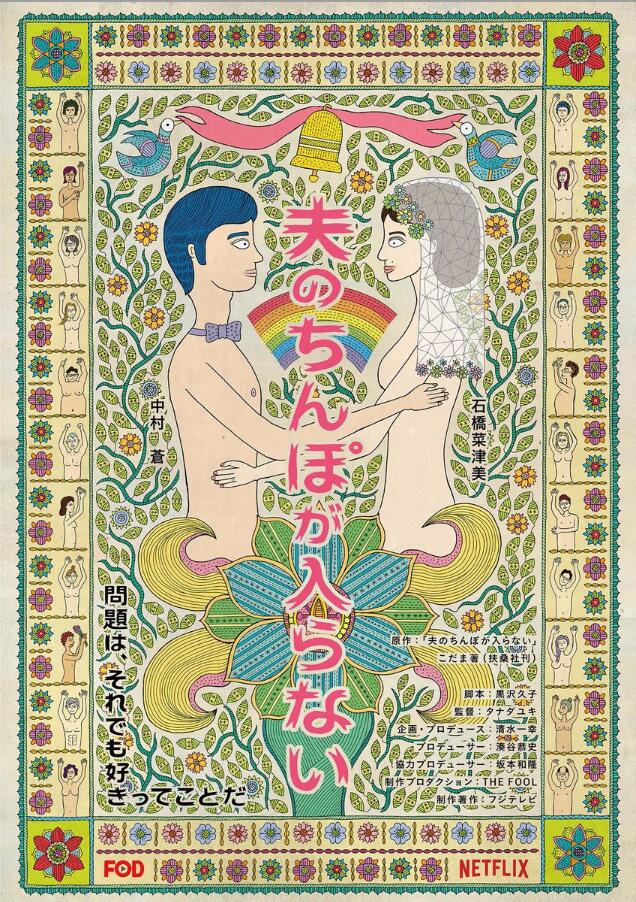 夫のちんぽが入らない
中村 蒼
石橋菜津美
問題は、それでも好
きってことだ
原作：「夫のちんぽが入らない」
こだま著（扶桑社刊）
脚本：黒沢久子
監督：タナダユキ
企画・プロデュース：清水一幸
プロデューサー：湊谷恭史
協力プロデューサー：坂本和隆
制作プロダクション：THE FOOL
制作著作：フジテレビ
FOD
NETFLIX